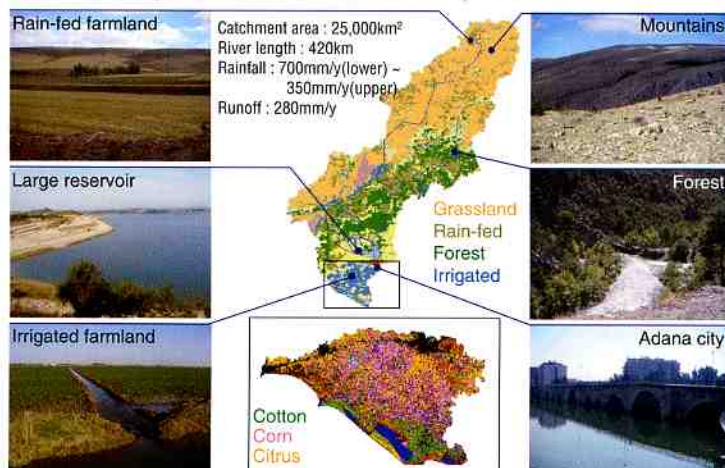 Rain-fed farmland
Catchment area : 25,000km²
River length : 420km
Rainfall : 700mm/y(lower) ~
350mm/y(upper)
Runoff : 280mm/y
Mountains
Large reservoir
Forest
Grassland
Rain-fed
Forest
Irrigated
Irrigated farmland
Adana city
Cotton
Corn
Citrus